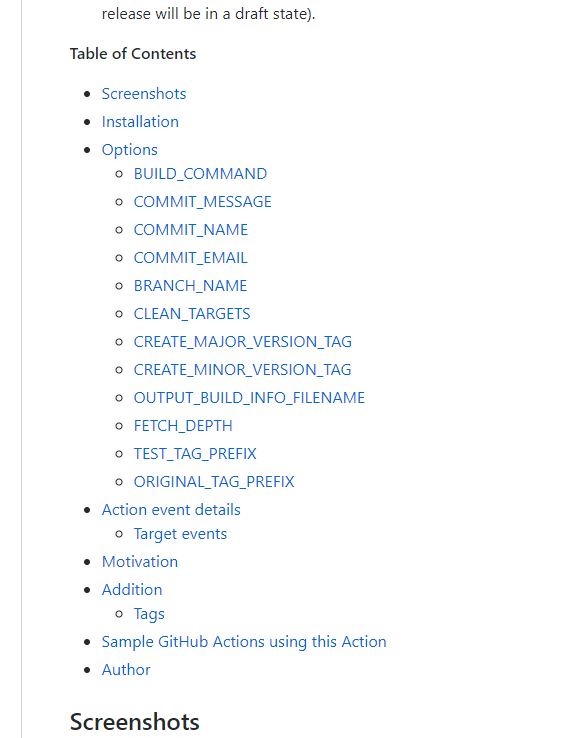 release will be in a draft state).
Table of Contents
Screenshots
Installation
Options
BUILD_COMMAND
COMMIT_MESSAGE
COMMIT_NAME
COMMIT_EMAIL
BRANCH_NAME
CLEAN_TARGETS
CREATE_MAJOR_VERSION_TAG
CREATE_MINOR_VERSION_TAG
OUTPUT_BUILD_INFO_FILENAME
FETCH_DEPTH
TEST_TAG_PREFIX
ORIGINAL_TAG_PREFIX
Action event details
Target events
Motivation
Addition
Tags
Sample GitHub Actions using this Action
Author
Screenshots